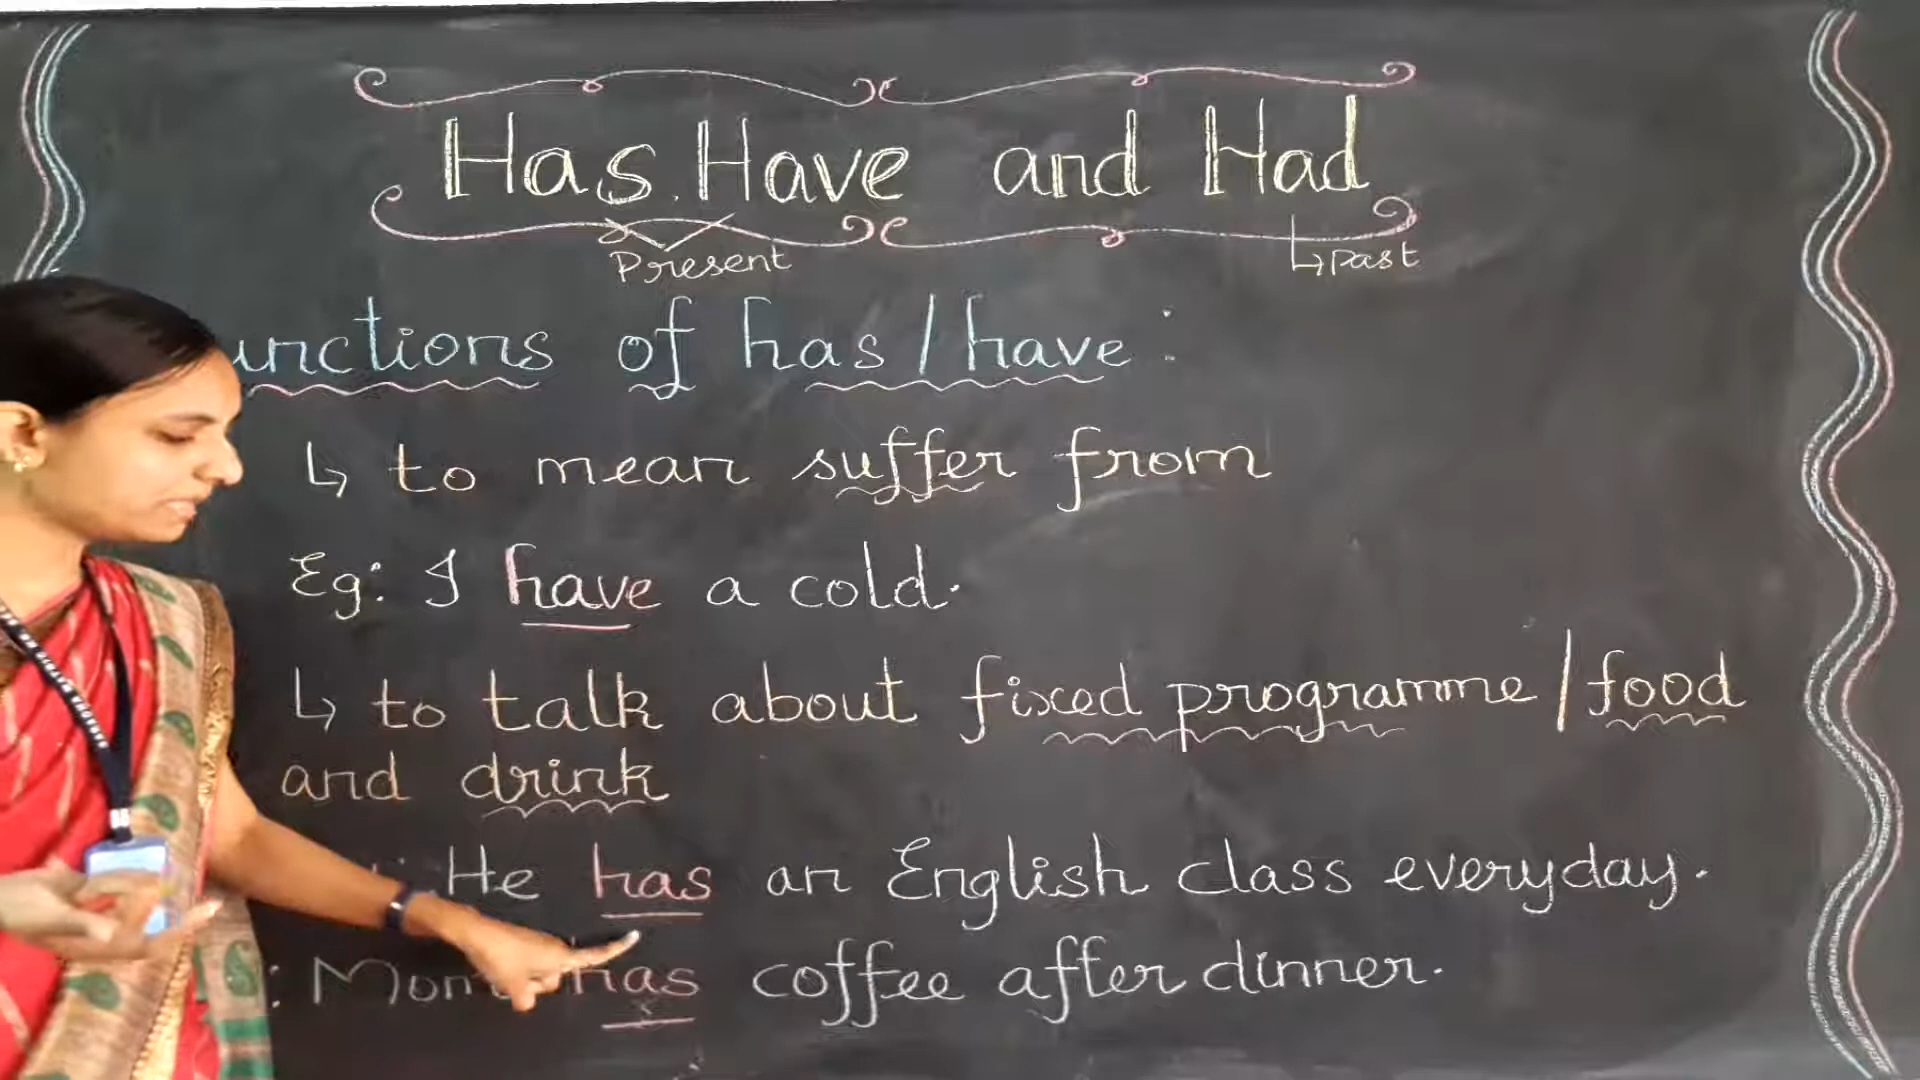 Has, Have and Had
Present
↳ past
unctions of has / have :
↳ to mean suffer from
Eg: I have a cold.
↳ to talk about fixed programme / food
and drink
He has an English class everyday.
: Mom has coffee after dinner.